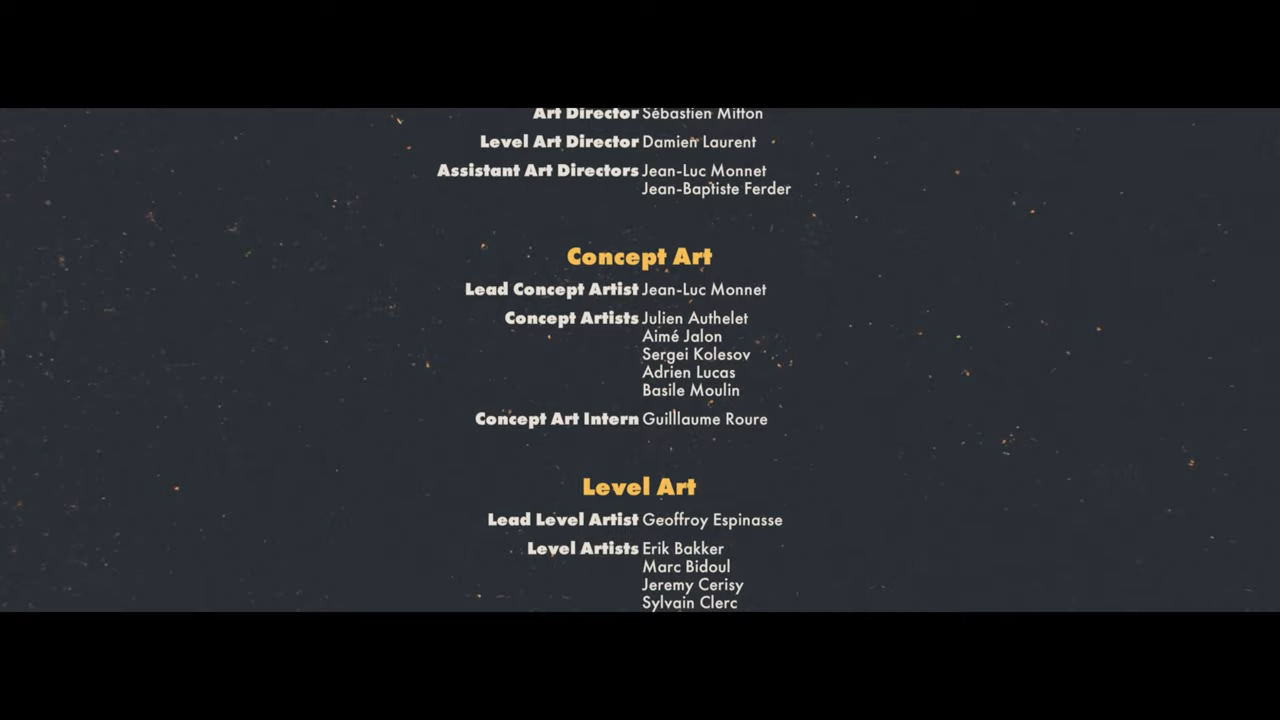 Art Director Sébastien Mitton
Level Art Director Damien Laurent
Assistant Art Directors Jean-Luc Monnet
Jean-Baptiste Ferder
Concept Art
Lead Concept Artist Jean-Luc Monnet
Concept Artists Julien Authelet
Aimé Jalon
Sergei Kolesov
Adrien Lucas
Basile Moulin
Concept Art Intern Guilllaume Roure
Level Art
Lead Level Artist Geoffroy Espinasse
Level Artists Erik Bakker
Marc Bidoul
Jeremy Cerisy
Sylvain Clerc